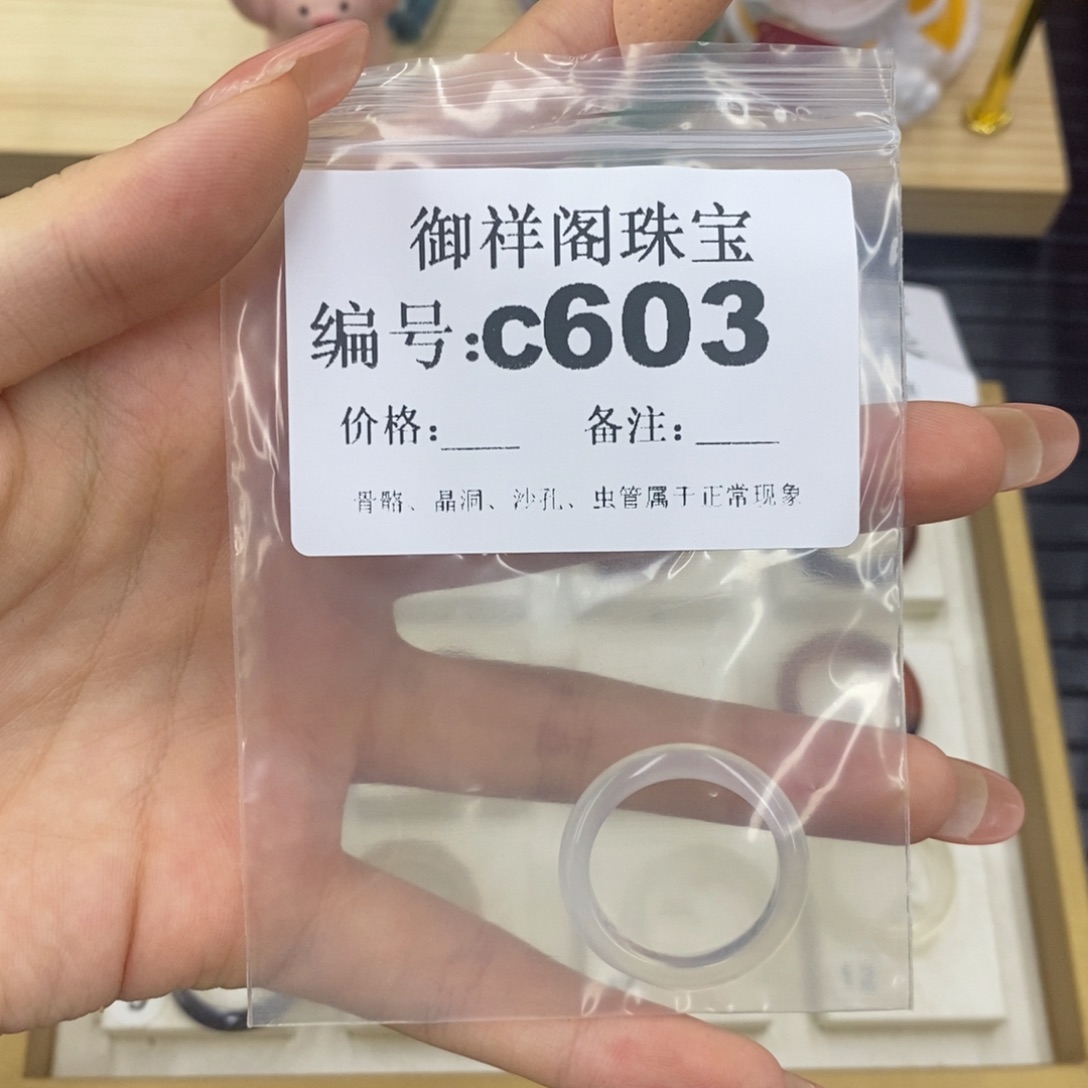 御祥阁珠宝
编号:c603
价格:____ 备注:____
骨骼、晶洞、沙孔、虫管属于正常现象
12